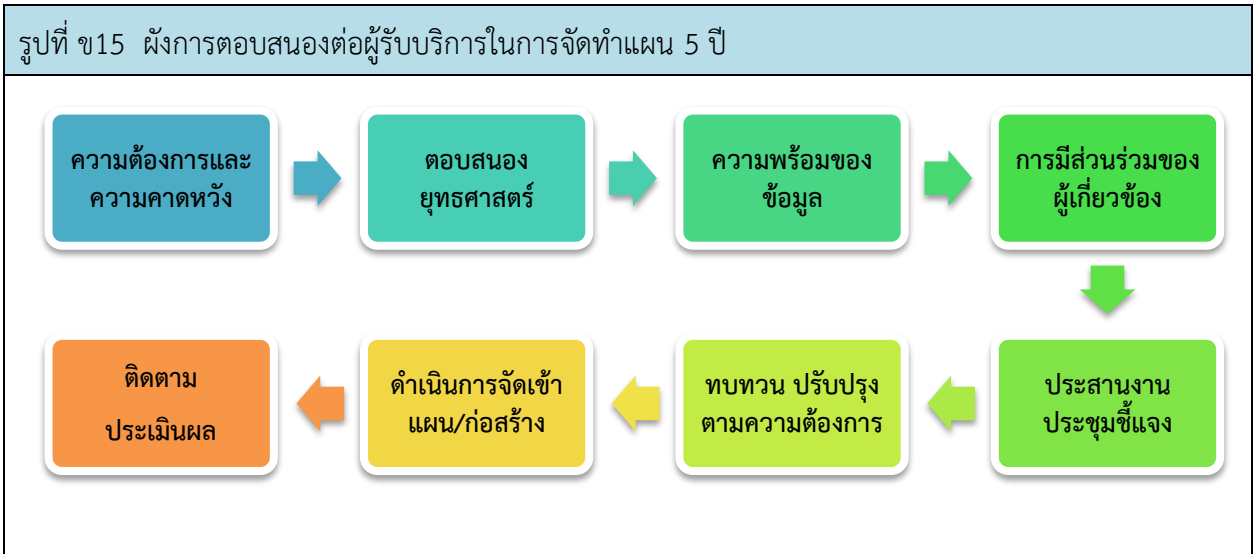 รูปที่ ข15 ผังการตอบสนองต่อผู้รับบริการในการจัดทำแผน 5 ปี
ความต้องการและ
ความคาดหวัง
ตอบสนอง
ยุทธศาสตร์
ความพร้อมของ
ข้อมูล
การมีส่วนร่วมของ
ผู้เกี่ยวข้อง
ประสานงาน
ประชุมชี้แจง
ทบทวน ปรับปรุง
ตามความต้องการ
ดำเนินการจัดเข้า
แผน/ก่อสร้าง
ติดตาม
ประเมินผล